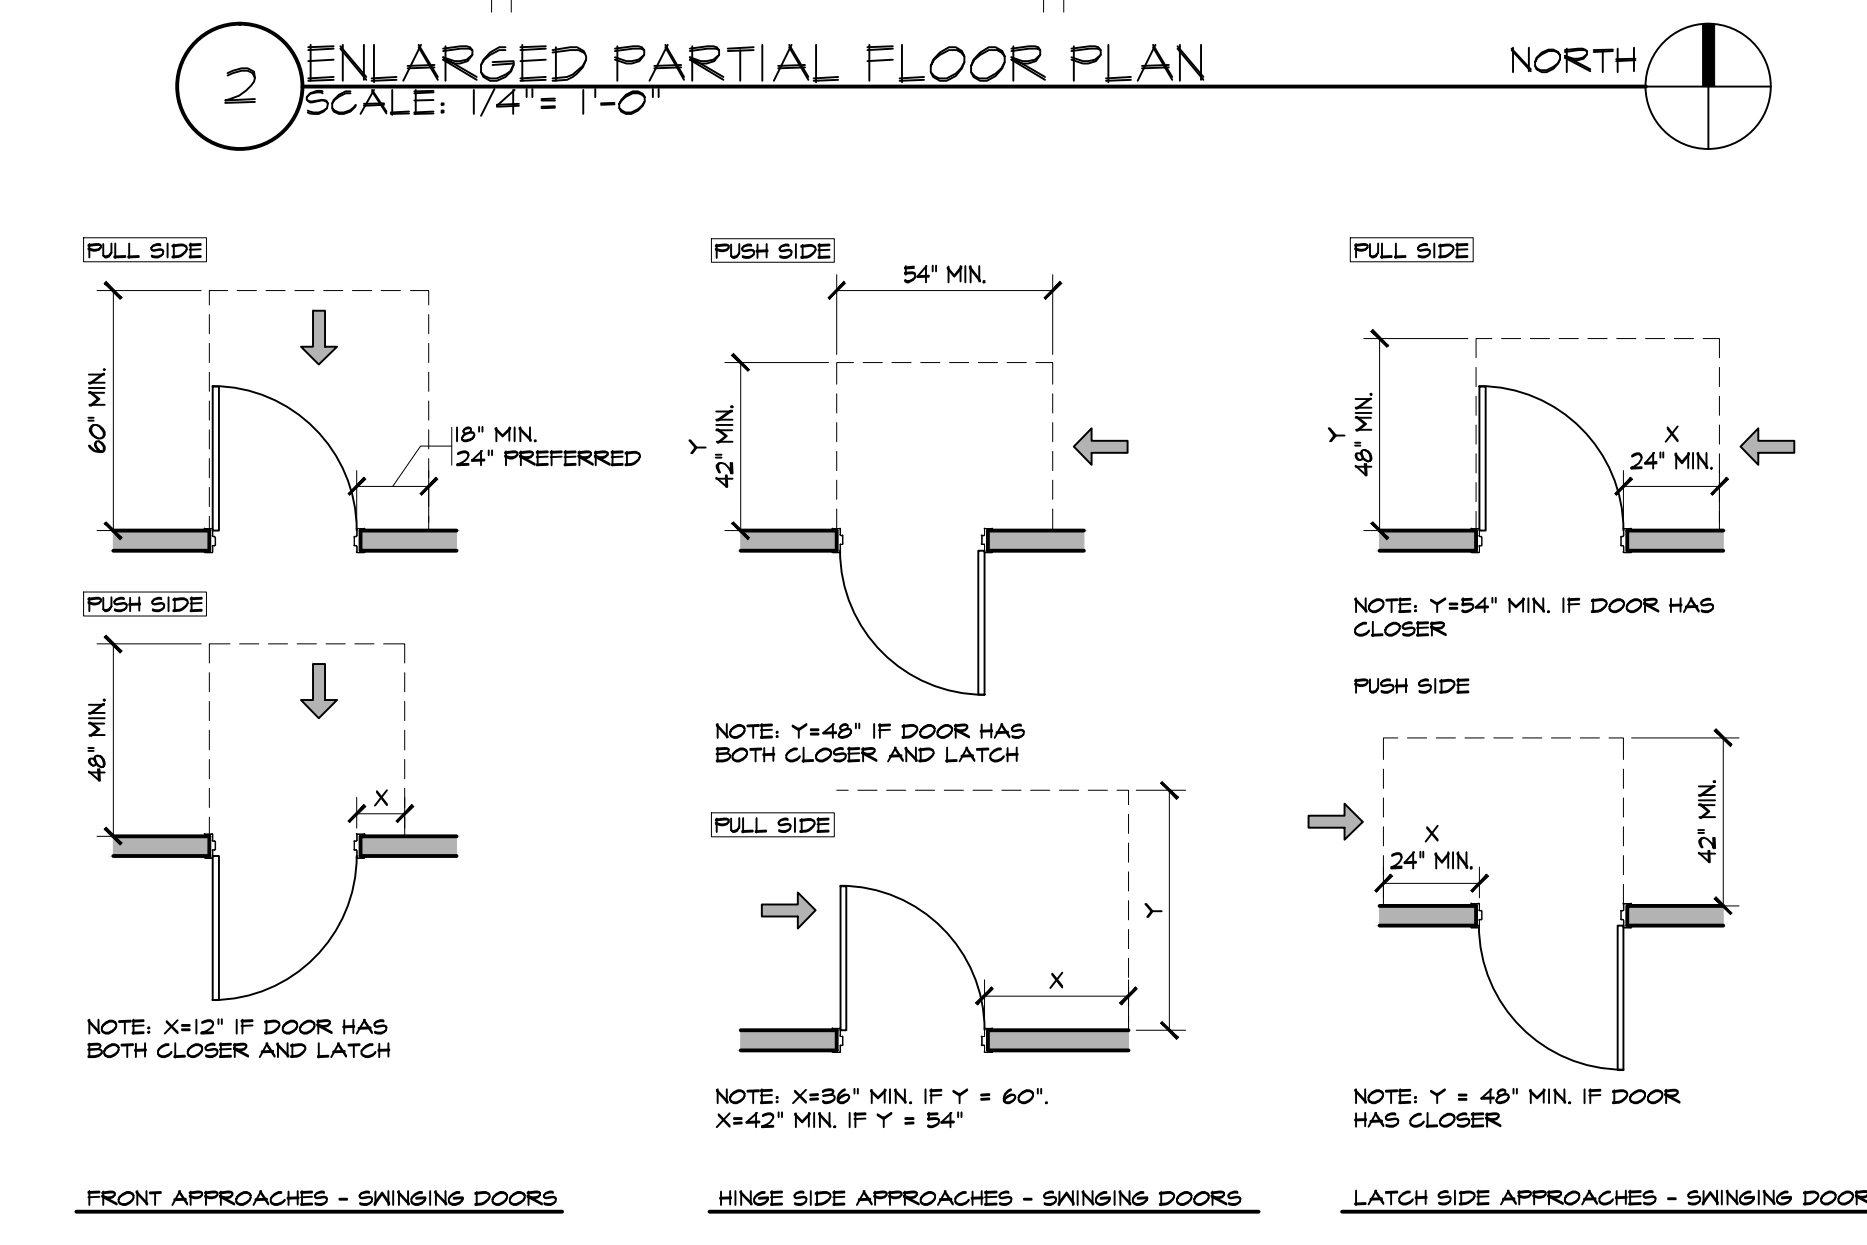 2
ENLARGED PARTIAL FLOOR PLAN
NORTH
SCALE: 1/4"= 1'-0"
PULL SIDE
60" MIN.
18" MIN.
24" PREFERRED
PUSH SIDE
48" MIN.
X
NOTE: X=12" IF DOOR HAS
BOTH CLOSER AND LATCH
FRONT APPROACHES - SWINGING DOORS
PUSH SIDE
54" MIN.
Y
42" MIN.
NOTE: Y=48" IF DOOR HAS
BOTH CLOSER AND LATCH
PULL SIDE
Y
X
NOTE: X=36" MIN. IF Y = 60".
X=42" MIN. IF Y = 54"
HINGE SIDE APPROACHES - SWINGING DOORS
PULL SIDE
Y
48" MIN.
X
24" MIN.
NOTE: Y=54" MIN. IF DOOR HAS
CLOSER
PUSH SIDE
42" MIN.
X
24" MIN.
NOTE: Y = 48" MIN. IF DOOR
HAS CLOSER
LATCH SIDE APPROACHES - SWINGING DOOR